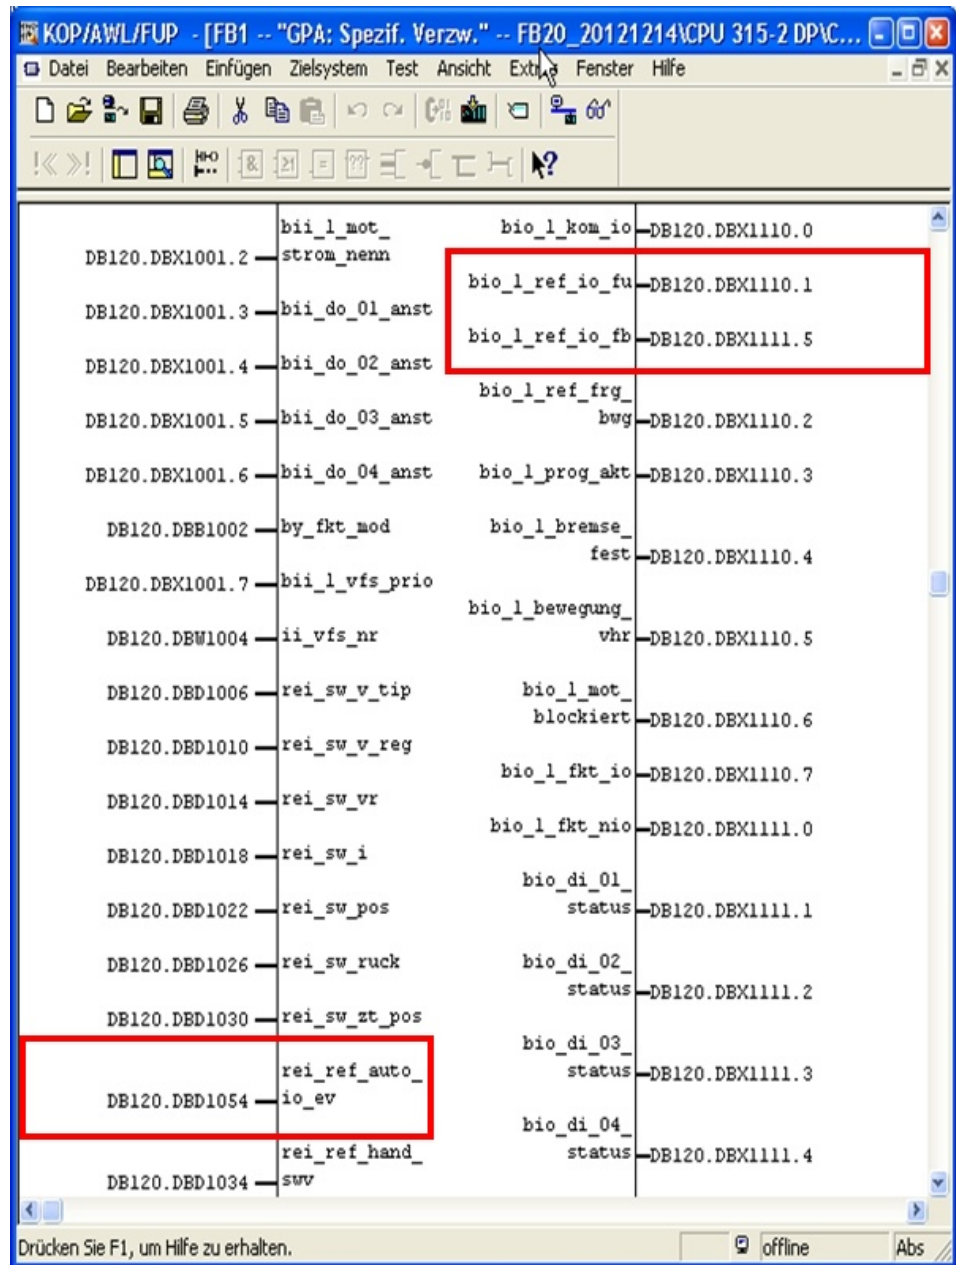 KOP/AWL/FUP - [FB1 -- "GPA: Spezif. Verzw." -- FB20_20121214\CPU 315-2 DP\C...
Datei Bearbeiten Einfügen Zielsystem Test Ansicht Extras Fenster Hilfe
bii_l_mot_
strom_nenn
DB120.DBX1001.2
bii_do_01_anst
DB120.DBX1001.3
bii_do_02_anst
DB120.DBX1001.4
bii_do_03_anst
DB120.DBX1001.5
bii_do_04_anst
DB120.DBX1001.6
by_fkt_mod
DB120.DBB1002
bii_l_vfs_prio
DB120.DBX1001.7
ii_vfs_nr
DB120.DBW1004
rei_sw_v_tip
DB120.DBD1006
rei_sw_v_reg
DB120.DBD1010
rei_sw_vr
DB120.DBD1014
rei_sw_i
DB120.DBD1018
rei_sw_pos
DB120.DBD1022
rei_sw_ruck
DB120.DBD1026
rei_sw_zt_pos
DB120.DBD1030
rei_ref_auto_
io_ev
DB120.DBD1054
rei_ref_hand_
swv
DB120.DBD1034
bio_l_kom_io
DB120.DBX1110.0
bio_l_ref_io_fu
DB120.DBX1110.1
bio_l_ref_io_fb
DB120.DBX1111.5
bio_l_ref_frg_
bwg
DB120.DBX1110.2
bio_l_prog_akt
DB120.DBX1110.3
bio_l_bremse_
fest
DB120.DBX1110.4
bio_l_bewegung_
vhr
DB120.DBX1110.5
bio_l_mot_
blockiert
DB120.DBX1110.6
bio_l_fkt_io
DB120.DBX1110.7
bio_l_fkt_nio
DB120.DBX1111.0
bio_di_01_
status
DB120.DBX1111.1
bio_di_02_
status
DB120.DBX1111.2
bio_di_03_
status
DB120.DBX1111.3
bio_di_04_
status
DB120.DBX1111.4
Drücken Sie F1, um Hilfe zu erhalten.
offline
Abs